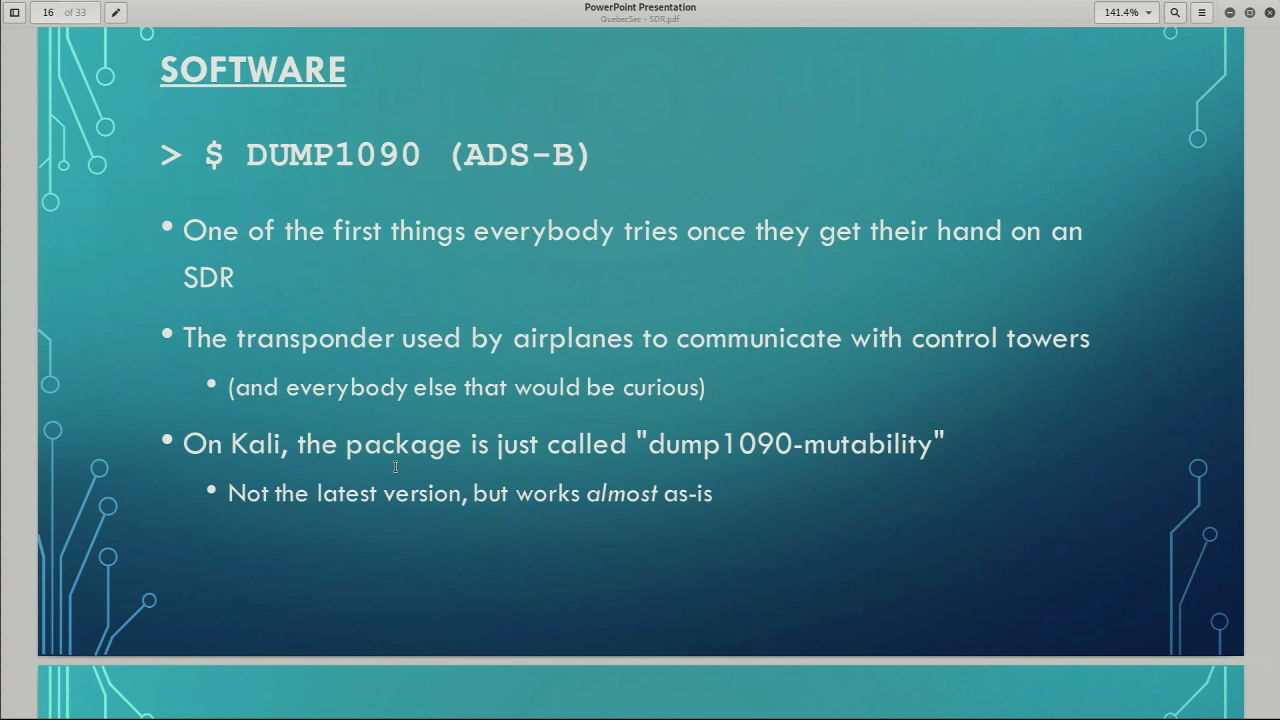 16 of 33
PowerPoint Presentation
QuebecSec - SDR.pdf
141.4%
SOFTWARE
> $ DUMP1090 (ADS-B)
• One of the first things everybody tries once they get their hand on an
SDR
• The transponder used by airplanes to communicate with control towers
• (and everybody else that would be curious)
• On Kali, the package is just called "dump1090-mutability"
• Not the latest version, but works almost as-is